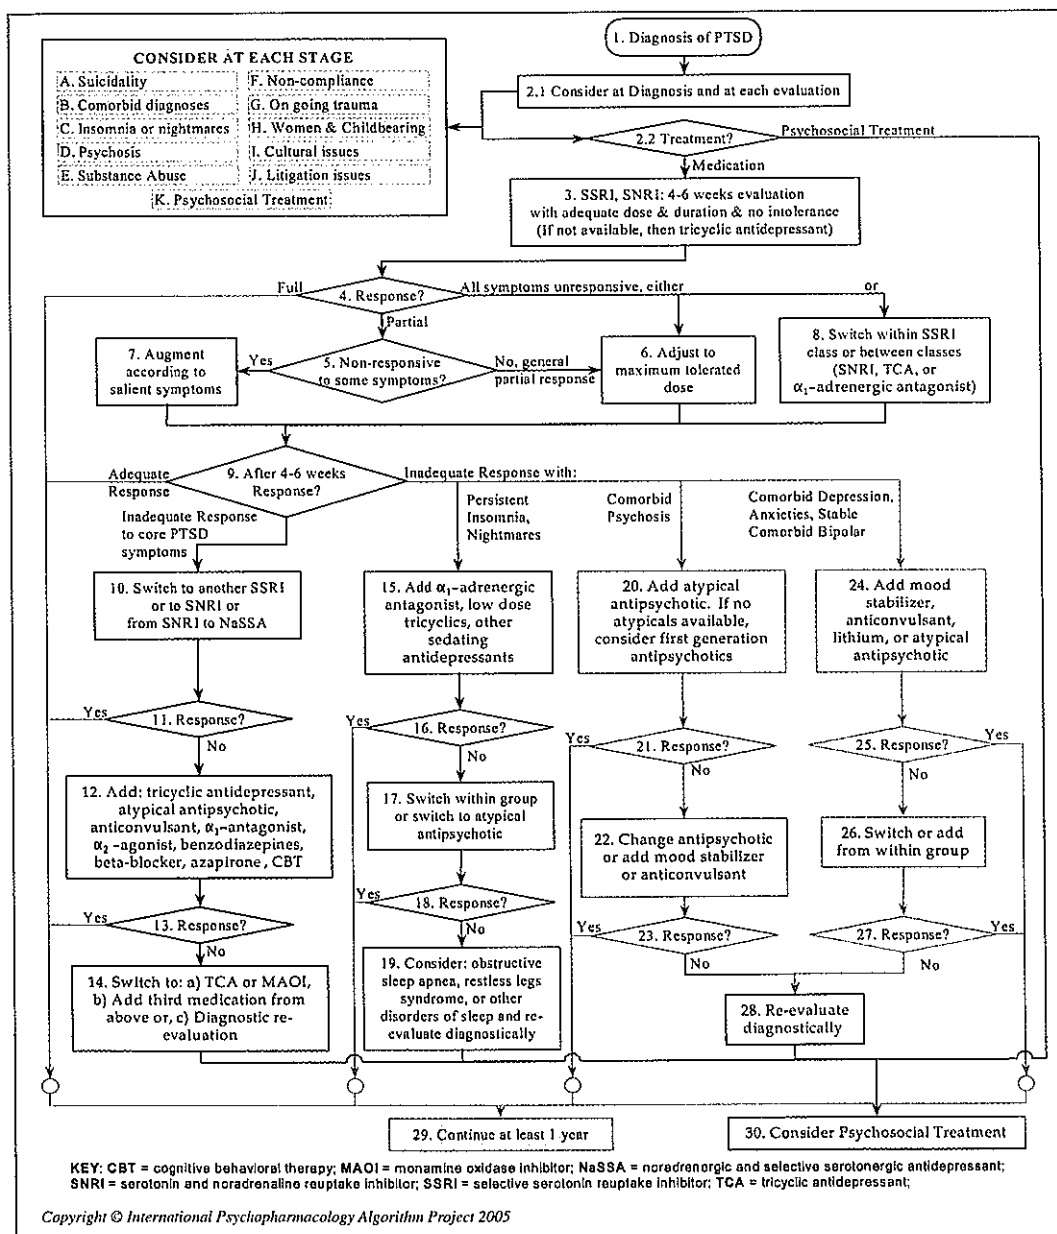 1. Diagnosis of PTSD
CONSIDER AT EACH STAGE
A. Suicidality
B. Comorbid diagnoses
C. Insomnia or nightmares
D. Psychosis
E. Substance Abuse
F. Non-compliance
G. On going trauma
H. Women & Childbearing
I. Cultural issues
J. Litigation issues
K. Psychosocial Treatment
2.1 Consider at Diagnosis and at each evaluation
2.2 Treatment?
Psychosocial Treatment
Medication
3. SSRI, SNRI: 4-6 weeks evaluation
with adequate dose & duration & no intolerance
(If not available, then tricyclic antidepressant)
Full
4. Response?
All symptoms unresponsive, either
or
Partial
7. Augment
according to
salient symptoms
Yes
5. Non-responsive
to some symptoms?
No, general
partial response
6. Adjust to
maximum tolerated
dose
8. Switch within SSRI
class or between classes
(SNRI, TCA, or
α₁-adrenergic antagonist)
Adequate
Response
9. After 4-6 weeks
Response?
Inadequate Response with:
Inadequate Response
to core PTSD
symptoms
Persistent
Insomnia,
Nightmares
Comorbid
Psychosis
Comorbid Depression,
Anxieties, Stable
Comorbid Bipolar
10. Switch to another SSRI
or to SNRI or
from SNRI to NaSSA
15. Add α₁-adrenergic
antagonist, low dose
tricyclics, other
sedating
antidepressants
20. Add atypical
antipsychotic. If no
atypicals available,
consider first generation
antipsychotics
24. Add mood
stabilizer,
anticonvulsant,
lithium, or atypical
antipsychotic
Yes
11. Response?
No
Yes
16. Response?
No
Yes
21. Response?
No
25. Response?
Yes
No
12. Add: tricyclic antidepressant,
atypical antipsychotic,
anticonvulsant, α₁-antagonist,
α₂ -agonist, benzodiazepines,
beta-blocker, azapirone, CBT
17. Switch within group
or switch to atypical
antipsychotic
22. Change antipsychotic
or add mood stabilizer
or anticonvulsant
26. Switch or add
from within group
Yes
13. Response?
No
Yes
18. Response?
No
Yes
23. Response?
No
27. Response?
Yes
No
14. Switch to: a) TCA or MAOI,
b) Add third medication from
above or, c) Diagnostic re-
evaluation
19. Consider: obstructive
sleep apnea, restless legs
syndrome, or other
disorders of sleep and re-
evaluate diagnostically
28. Re-evaluate
diagnostically
29. Continue at least 1 year
30. Consider Psychosocial Treatment
KEY: CBT = cognitive behavioral therapy; MAOI = monamine oxidase inhibitor; NaSSA = noradrenergic and selective serotonergic antidepressant;
SNRI = serotonin and noradrenaline reuptake inhibitor; SSRI = selective serotonin reuptake inhibitor; TCA = tricyclic antidepressant;
Copyright © International Psychopharmacology Algorithm Project 2005